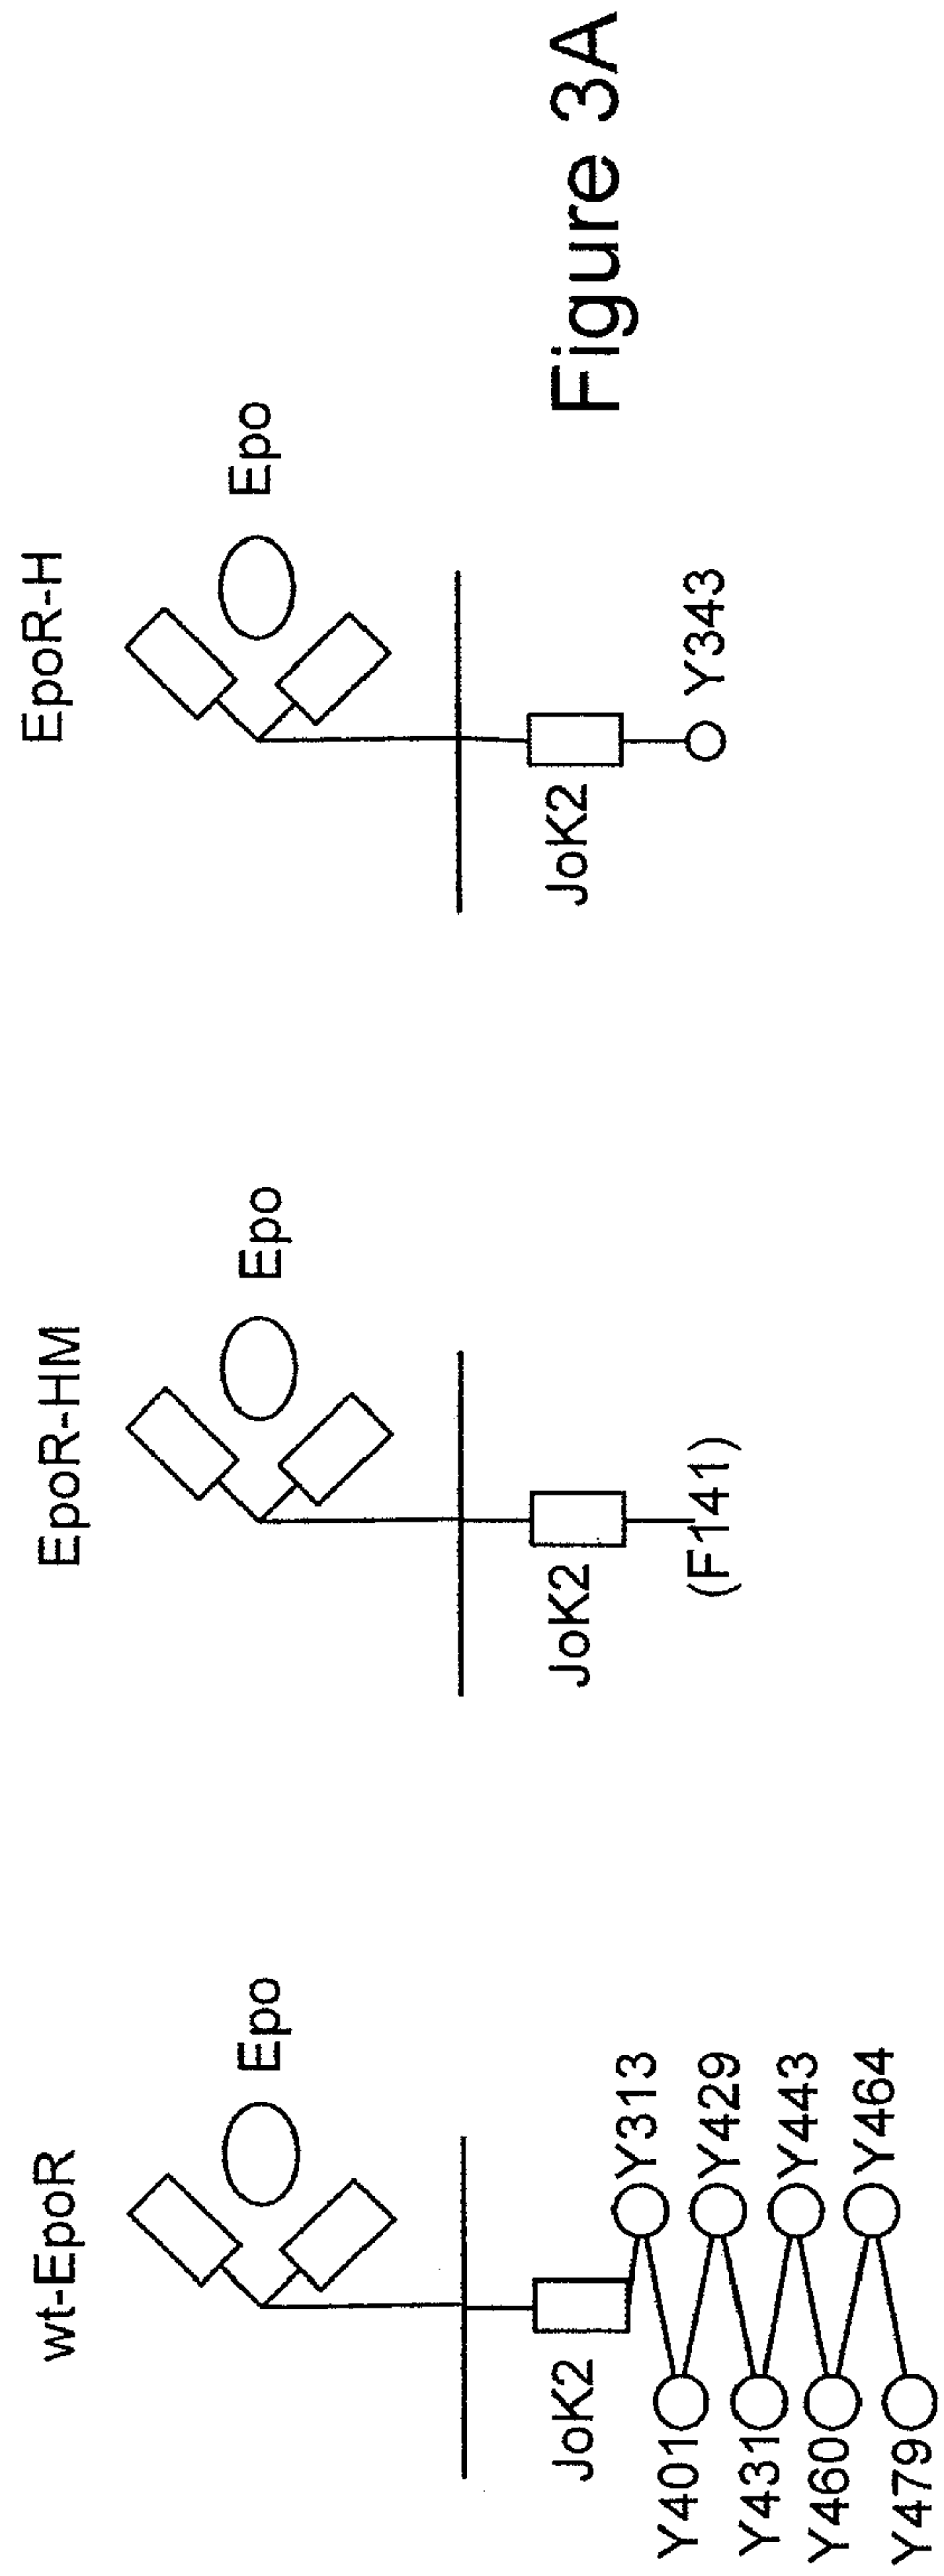 wt-EpoR
Epo
JoK2
Y313
Y401
Y429
Y431
Y443
Y460
Y464
Y479
EpoR-HM
Epo
JoK2
(F141)
EpoR-H
Epo
JoK2
Y343
Figure 3A